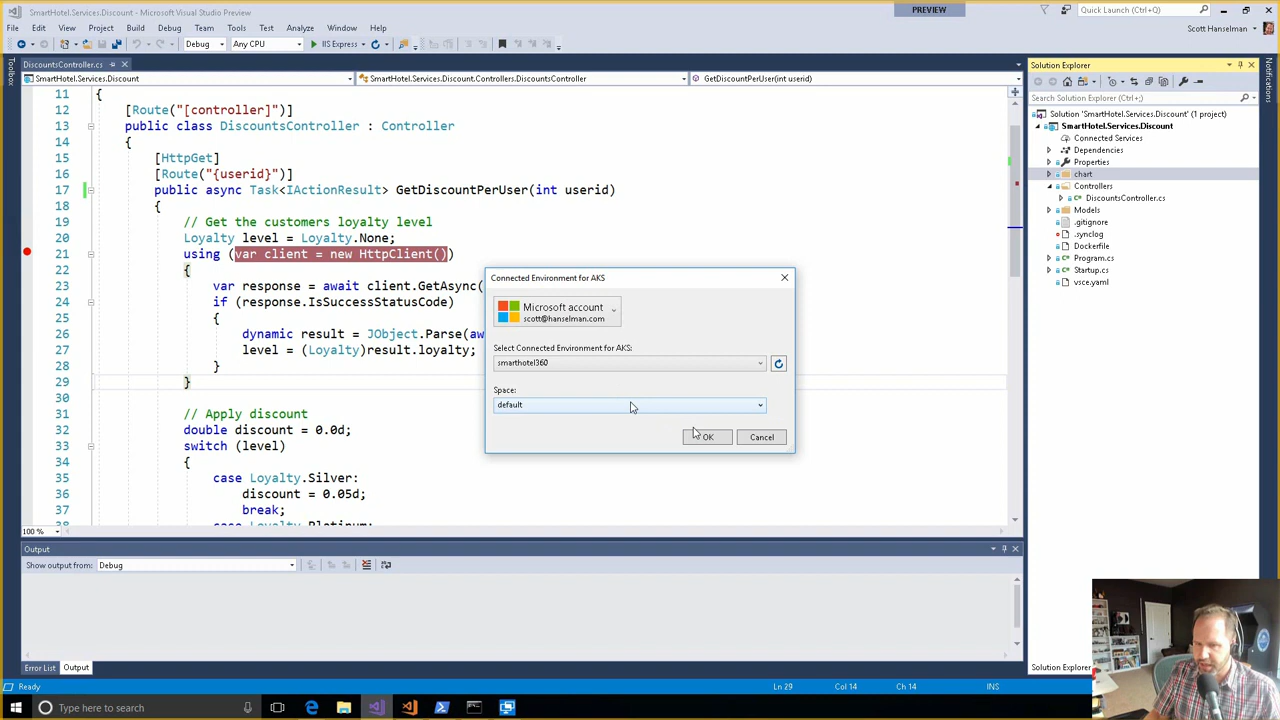 SmartHotel.Services.Discount - Microsoft Visual Studio Preview
PREVIEW
Quick Launch (Ctrl+Q)
File Edit View Project Build Debug Team Tools Test Analyze Window Help
Scott Hanselman
Debug Any CPU IIS Express
Toolbox
DiscountsController.cs
SmartHotel.Services.Discount SmartHotel.Services.Discount.Controllers.DiscountsController GetDiscountPerUser(int userid)
11 {
12 [Route("[controller]")]
13 public class DiscountsController : Controller
14 {
15 [HttpGet]
16 [Route("{userid}")]
17 public async Task<IActionResult> GetDiscountPerUser(int userid)
18 {
19 // Get the customers loyalty level
20 Loyalty level = Loyalty.None;
21 using (var client = new HttpClient())
22 {
23 var response = await client.GetAsync(
24 if (response.IsSuccessStatusCode)
25 {
26 dynamic result = JObject.Parse(aw
27 level = (Loyalty)result.loyalty;
28 }
29 }
30
31 // Apply discount
32 double discount = 0.0d;
33 switch (level)
34 {
35 case Loyalty.Silver:
36 discount = 0.05d;
37 break;
38 case Loyalty.Platinum:
100 %
Connected Environment for AKS
Microsoft account
scott@hanselman.com
Select Connected Environment for AKS:
smarthotel360
Space:
default
OK Cancel
Output
Show output from: Debug
Error List Output
Ready Ln 29 Col 14 Ch 14 INS
Type here to search
Solution Explorer
Search Solution Explorer (Ctrl+;)
Solution 'SmartHotel.Services.Discount' (1 project)
SmartHotel.Services.Discount
Connected Services
Dependencies
Properties
chart
Controllers
DiscountsController.cs
Models
.gitignore
.synclog
Dockerfile
Program.cs
Startup.cs
vsce.yaml
Solution Explorer
Notifications